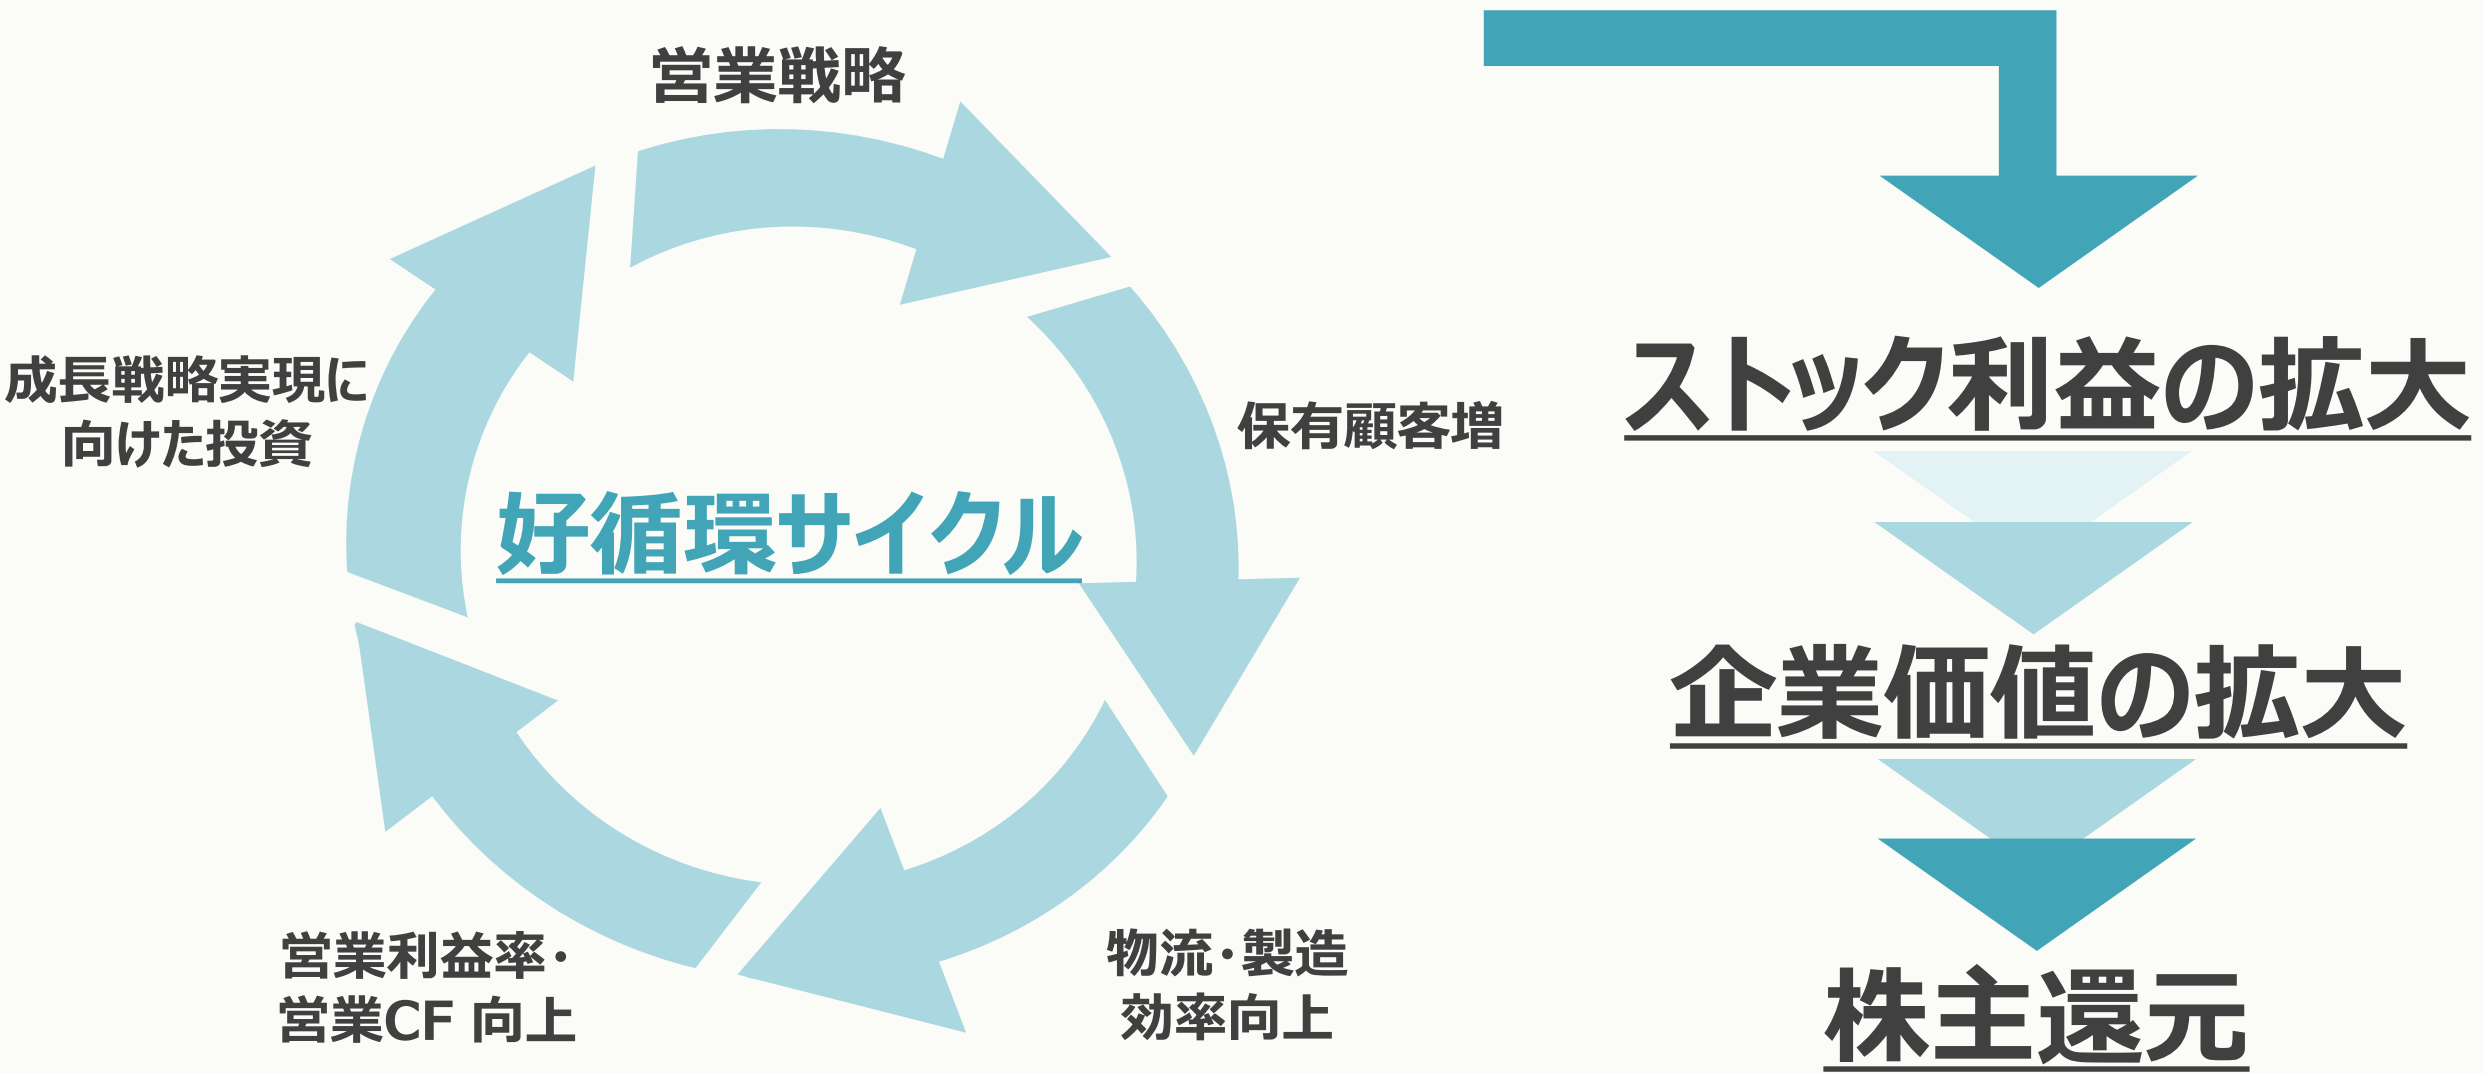 営業戦略
保有顧客増
物流・製造
効率向上
営業利益率・
営業CF 向上
成長戦略実現に
向けた投資
好循環サイクル
ストック利益の拡大
企業価値の拡大
株主還元